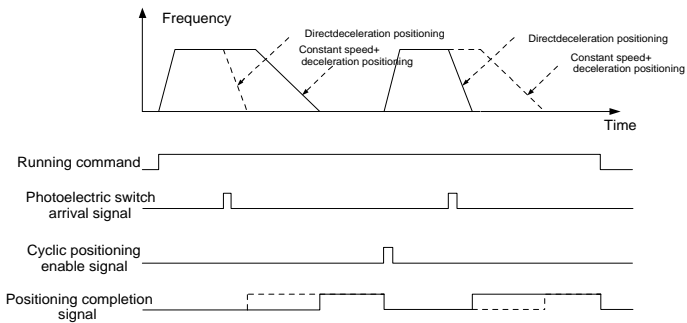 Frequency
Directdeceleration positioning
Constant speed+
deceleration positioning
Directdeceleration positioning
Constant speed+
deceleration positioning
Time
Running command
Photoelectric switch
arrival signal
Cyclic positioning
enable signal
Positioning completion
signal